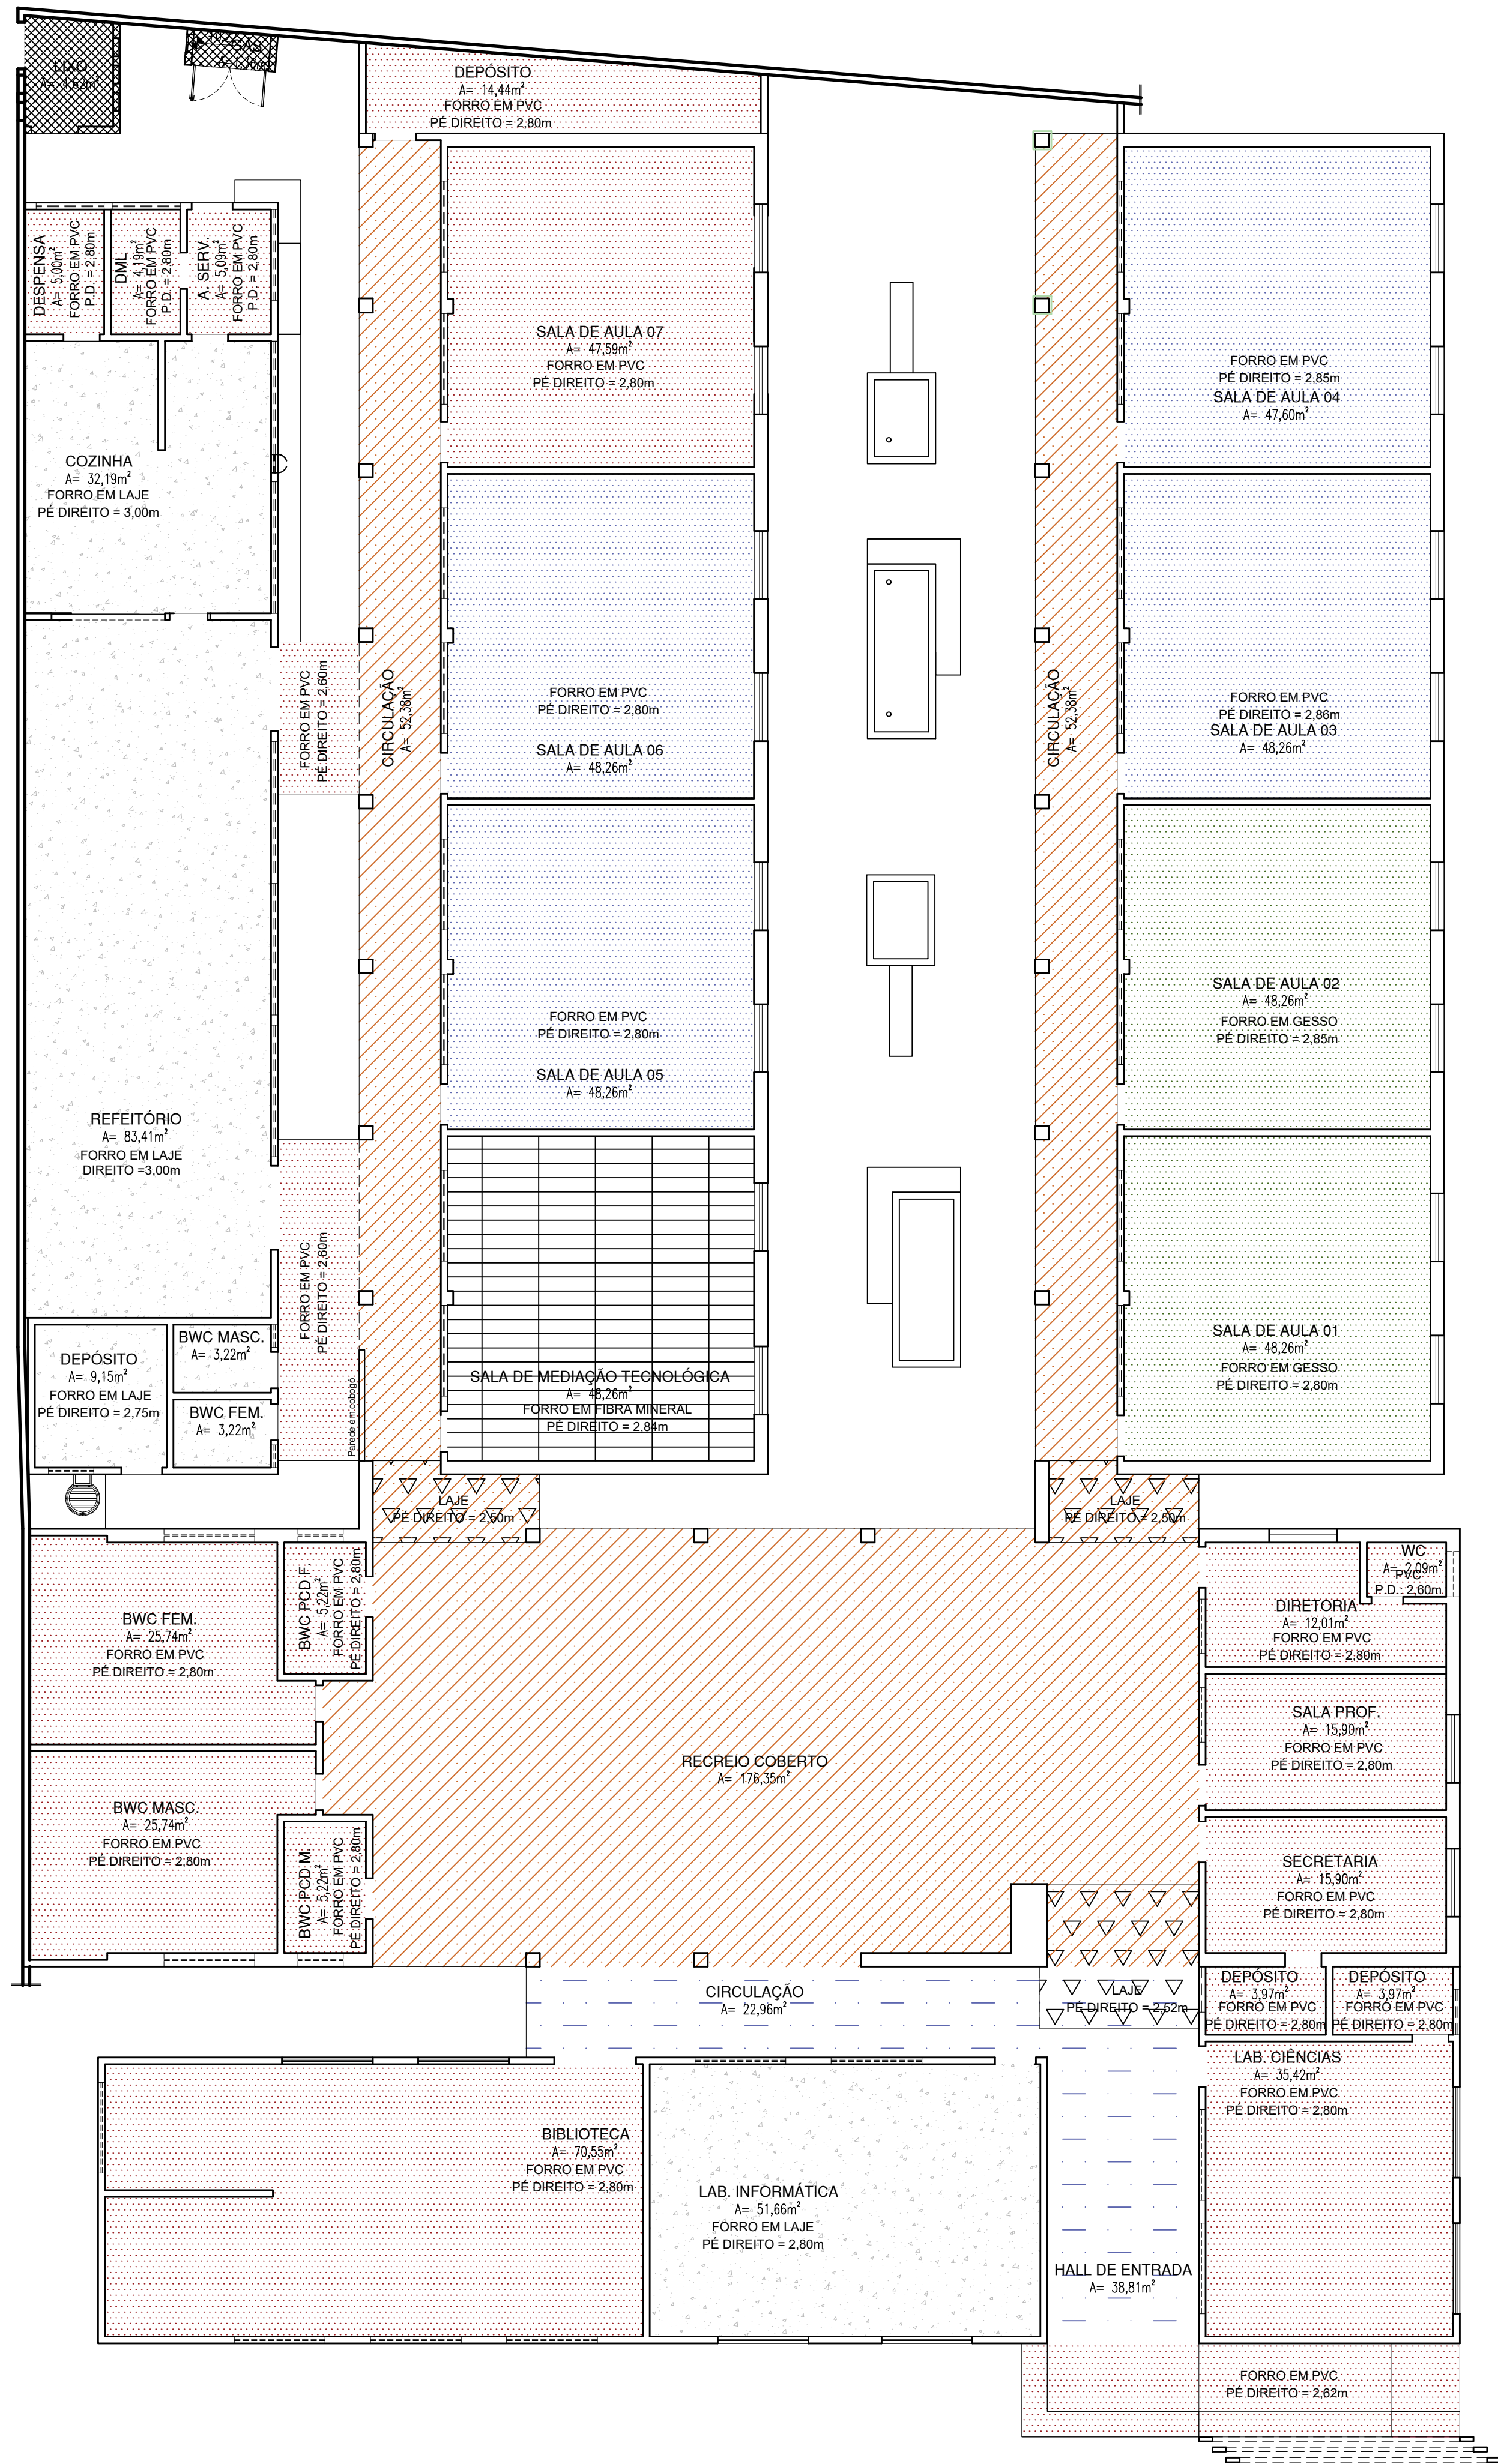 LIXO
GÁS
DEPÓSITO
A= 14,44m²
FORRO EM PVC
PÉ DIREITO = 2,80m
DESPENSA
A= 5,00m²
FORRO EM PVC
P.D. = 2,80m
DML
A= 4,19m²
FORRO EM PVC
P.D. = 2,80m
A. SERV.
A= 5,09m²
FORRO EM PVC
P.D. = 2,80m
SALA DE AULA 07
A= 47,59m²
FORRO EM PVC
PÉ DIREITO = 2,80m
FORRO EM PVC
PÉ DIREITO = 2,85m
SALA DE AULA 04
A= 47,60m²
COZINHA
A= 32,19m²
FORRO EM LAJE
PÉ DIREITO = 3,00m
FORRO EM PVC
PÉ DIREITO = 2,60m
CIRCULAÇÃO
A= 52,38m²
FORRO EM PVC
PÉ DIREITO = 2,80m
SALA DE AULA 06
A= 48,26m²
CIRCULAÇÃO
A= 52,38m²
FORRO EM PVC
PÉ DIREITO = 2,86m
SALA DE AULA 03
A= 48,26m²
FORRO EM PVC
PÉ DIREITO = 2,80m
SALA DE AULA 05
A= 48,26m²
SALA DE AULA 02
A= 48,26m²
FORRO EM GESSO
PÉ DIREITO = 2,85m
REFEITÓRIO
A= 83,41m²
FORRO EM LAJE
DIREITO =3,00m
FORRO EM PVC
PÉ DIREITO = 2,60m
SALA DE AULA 01
A= 48,26m²
FORRO EM GESSO
PÉ DIREITO = 2,80m
DEPÓSITO
A= 9,15m²
FORRO EM LAJE
PÉ DIREITO = 2,75m
BWC MASC.
A= 3,22m²
BWC FEM.
A= 3,22m²
Parede em cobogó
SALA DE MEDIAÇÃO TECNOLÓGICA
A= 48,26m²
FORRO EM FIBRA MINERAL
PÉ DIREITO = 2,84m
LAJE
PÉ DIREITO = 2,50m
LAJE
PÉ DIREITO = 2,50m
BWC FEM.
A= 25,74m²
FORRO EM PVC
PÉ DIREITO = 2,80m
BWC PCD F.
A= 5,22m²
FORRO EM PVC
PÉ DIREITO = 2,80m
WC
A= 2,09m²
PVC
P.D.: 2,60m
DIRETORIA
A= 12,01m²
FORRO EM PVC
PÉ DIREITO = 2,80m
SALA PROF.
A= 15,90m²
FORRO EM PVC
PÉ DIREITO = 2,80m
RECREIO COBERTO
A= 176,35m²
BWC MASC.
A= 25,74m²
FORRO EM PVC
PÉ DIREITO = 2,80m
BWC PCD M.
A= 5,22m²
FORRO EM PVC
PÉ DIREITO = 2,80m
SECRETARIA
A= 15,90m²
FORRO EM PVC
PÉ DIREITO = 2,80m
CIRCULAÇÃO
A= 22,96m²
LAJE
PÉ DIREITO = 2,52m
DEPÓSITO
A= 3,97m²
FORRO EM PVC
PÉ DIREITO = 2,80m
DEPÓSITO
A= 3,97m²
FORRO EM PVC
PÉ DIREITO = 2,80m
LAB. CIÊNCIAS
A= 35,42m²
FORRO EM PVC
PÉ DIREITO = 2,80m
BIBLIOTECA
A= 70,55m²
FORRO EM PVC
PÉ DIREITO = 2,80m
LAB. INFORMÁTICA
A= 51,66m²
FORRO EM LAJE
PÉ DIREITO = 2,80m
HALL DE ENTRADA
A= 38,81m²
FORRO EM PVC
PÉ DIREITO = 2,62m